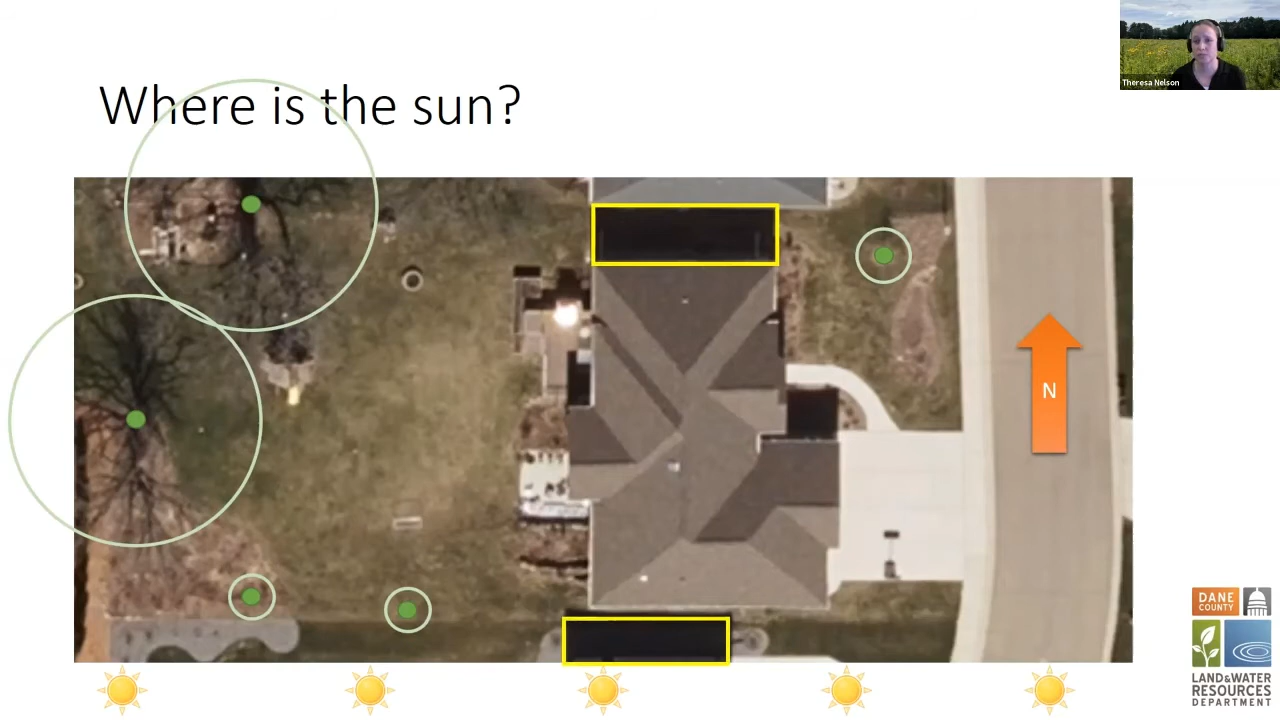 Theresa Nelson
Where is the sun?
N
DANE
COUNTY
LAND&WATER
RESOURCES
DEPARTMENT